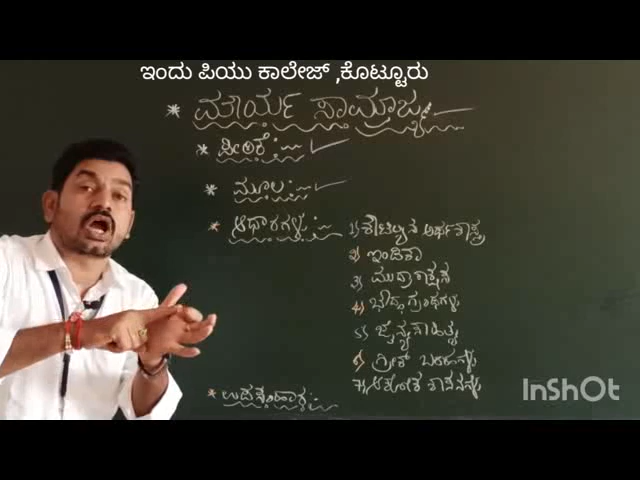 ಇಂದು ಪಿಯು ಕಾಲೇಜ್ ,ಕೊಟ್ಟೂರು
* ಮೌರ್ಯ ಸಾಮ್ರಾಜ್ಯ
* ಪೀಠಿಕೆ :
* ಮೂಲ :
* ಆಧಾರಗಳು :
1) ಕೌಟಿಲ್ಯನ ಅರ್ಥಶಾಸ್ತ್ರ
2) ಇಂಡಿಕಾ
3) ಮುದ್ರಾರಾಕ್ಷಸ
4) ಬೌದ್ಧ ಗ್ರಂಥಗಳು
5) ಜೈನ ಸಾಹಿತ್ಯ
6) ಗ್ರೀಕ್ ಬರಹಗಳು
7) ಅಶೋಕನ ಶಾಸನಗಳು
* ಉಪಸಂಹಾರ :
InShOt